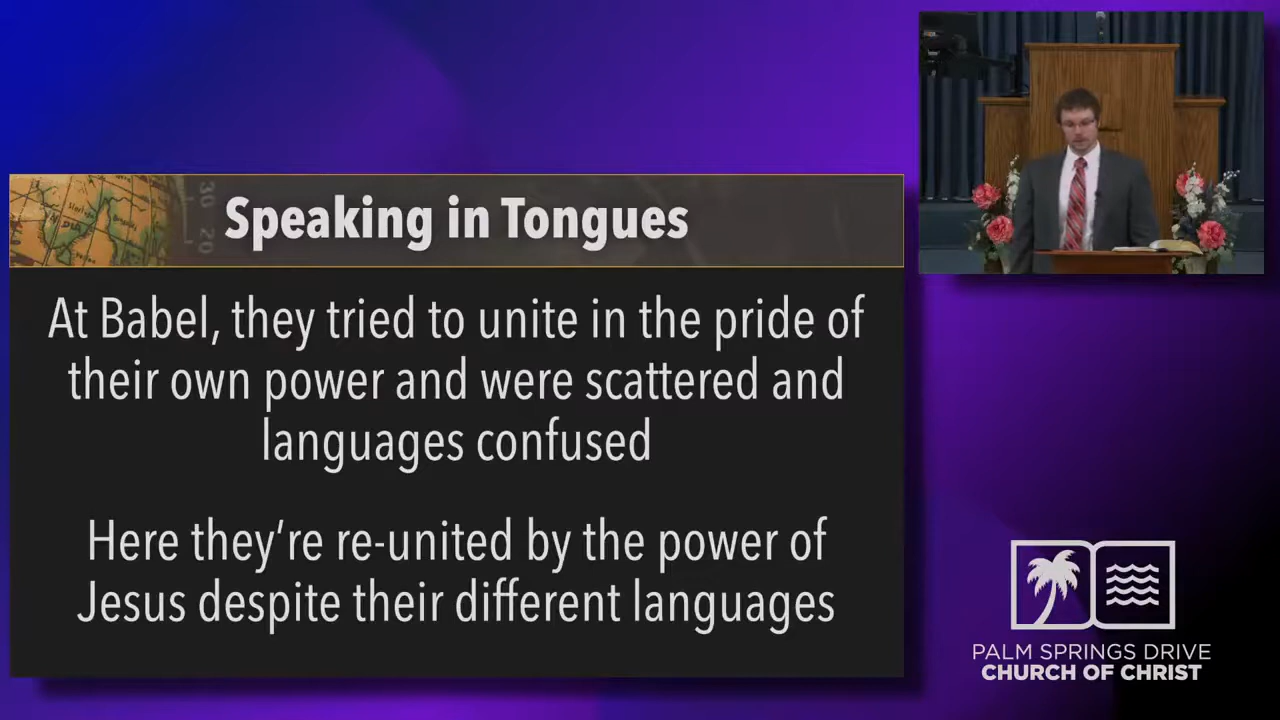 Speaking in Tongues
At Babel, they tried to unite in the pride of
their own power and were scattered and
languages confused
Here they're re-united by the power of
Jesus despite their different languages
PALM SPRINGS DRIVE
CHURCH OF CHRIST
30
20